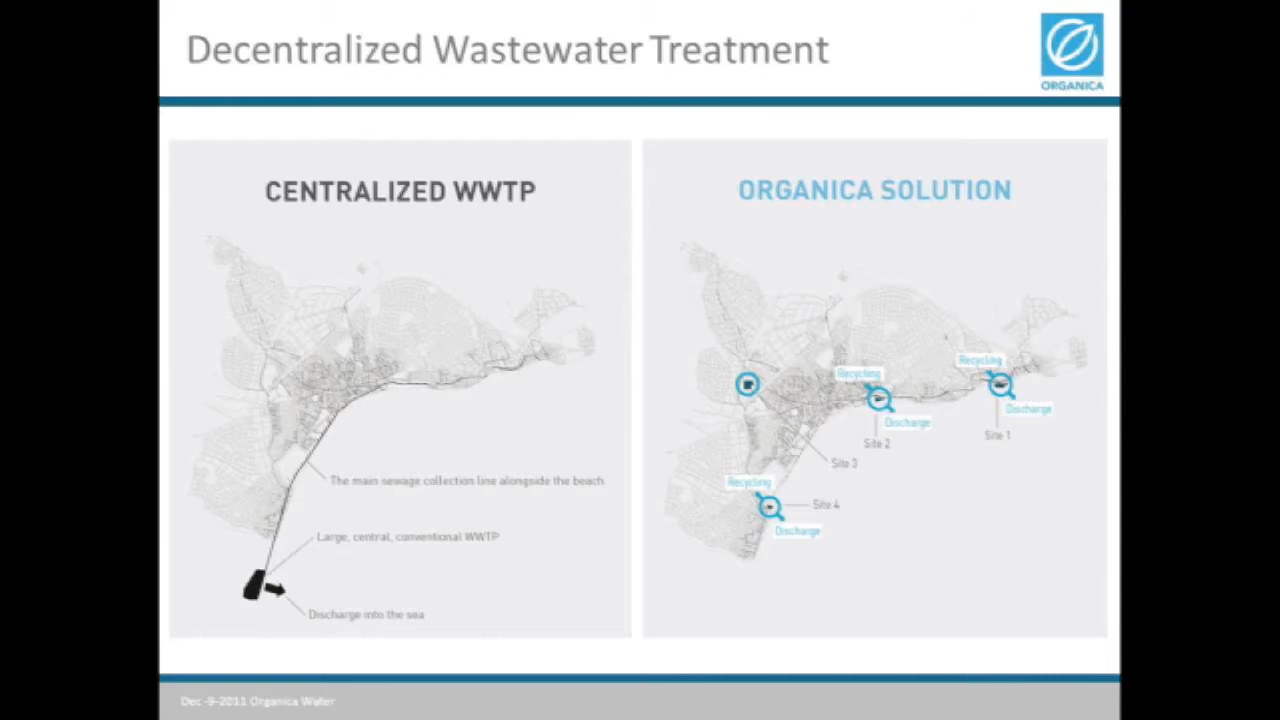 Decentralized Wastewater Treatment
ORGANICA
CENTRALIZED WWTP
The main sewage collection line alongside the beach
Large, central, conventional WWTP
Discharge into the sea
ORGANICA SOLUTION
Recycling
Recycling
Discharge
Discharge
Site 1
Site 2
Site 3
Recycling
Site 4
Discharge
Dec -9-2011 Organica Water